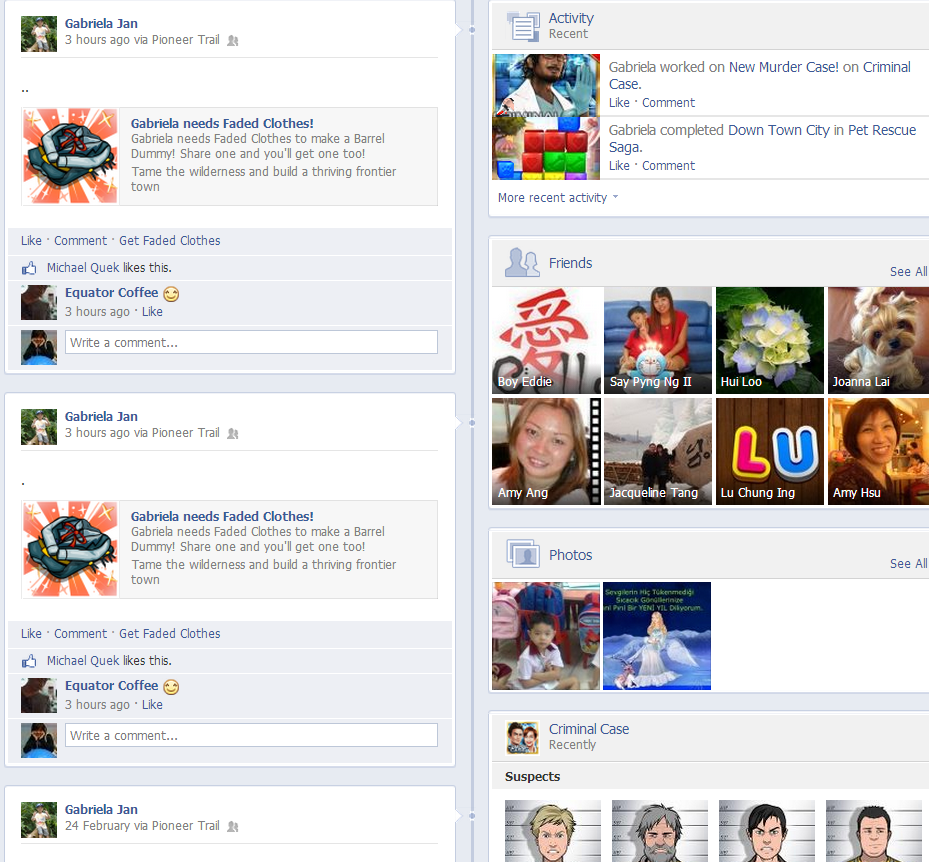 Gabriela Jan
3 hours ago via Pioneer Trail
..
Gabriela needs Faded Clothes!
Gabriela needs Faded Clothes to make a Barrel
Dummy! Share one and you'll get one too!
Tame the wilderness and build a thriving frontier
town
Like · Comment · Get Faded Clothes
Michael Quek likes this.
Equator Coffee
3 hours ago · Like
Write a comment...
Gabriela Jan
3 hours ago via Pioneer Trail
.
Gabriela needs Faded Clothes!
Gabriela needs Faded Clothes to make a Barrel
Dummy! Share one and you'll get one too!
Tame the wilderness and build a thriving frontier
town
Like · Comment · Get Faded Clothes
Michael Quek likes this.
Equator Coffee
3 hours ago · Like
Write a comment...
Gabriela Jan
24 February via Pioneer Trail
Activity
Recent
Gabriela worked on New Murder Case! on Criminal
Case.
Like · Comment
Gabriela completed Down Town City in Pet Rescue
Saga.
Like · Comment
More recent activity
Friends
See All
愛
Boy Eddie
Say Pyng Ng II
Hui Loo
Joanna Lai
Amy Ang
Jacqueline Tang
LU
Lu Chung Ing
Amy Hsu
Photos
See All
Sevgilerin Hiç Tükenmediği
Sıcacık Gönüllerinize
Pırıl Bir YENİ YIL Diliyorum.
Criminal Case
Recently
Suspects